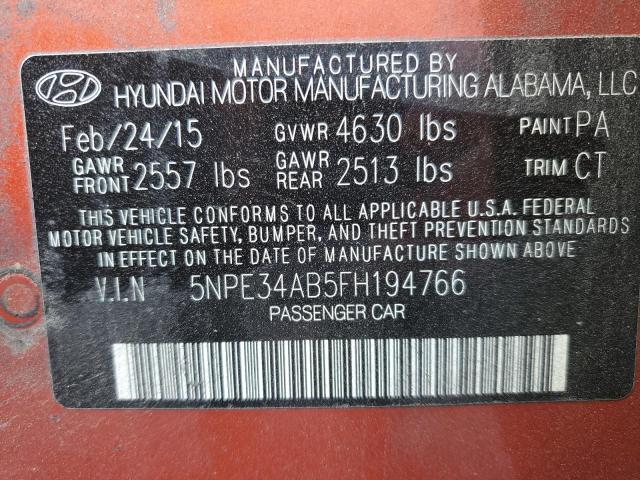 MANUFACTURED BY
HYUNDAI MOTOR MANUFACTURING ALABAMA, LLC
Feb/24/15 GVWR 4630 lbs PAINT PA
GAWR FRONT 2557 lbs GAWR REAR 2513 lbs TRIM CT
THIS VEHICLE CONFORMS TO ALL APPLICABLE U.S.A. FEDERAL
MOTOR VEHICLE SAFETY, BUMPER, AND THEFT PREVENTION STANDARDS
IN EFFECT ON THE DATE OF MANUFACTURE SHOWN ABOVE
V.I.N 5NPE34AB5FH194766
PASSENGER CAR